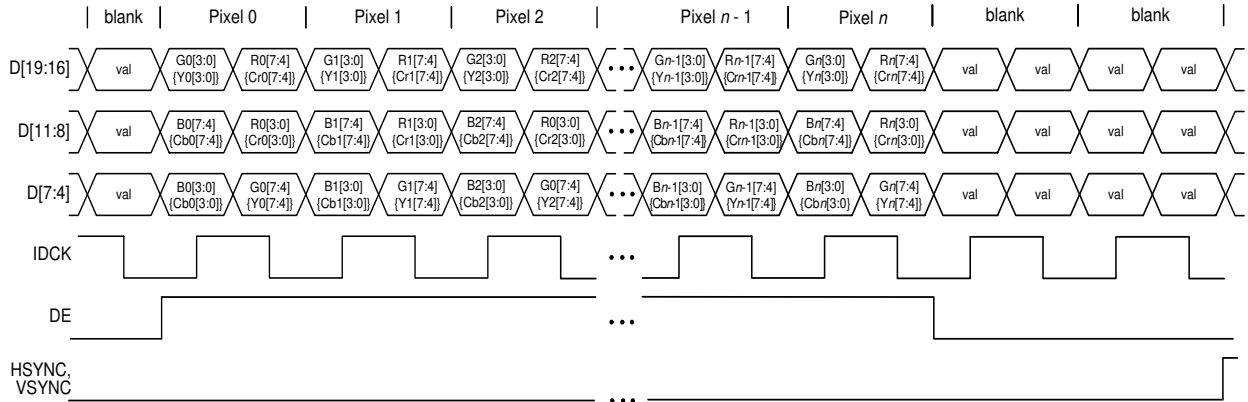 blank Pixel 0 Pixel 1 Pixel 2 Pixel n - 1 Pixel n blank blank
G0[3:0] R0[7:4] G1[3:0] R1[7:4] G2[3:0] R2[7:4] Gn-1[3:0] Rn-1[7:4] Gn[3:0] Rn[7:4]
D[19:16] val {Y0[3:0]} {Cr0[7:4]} {Y1[3:0]} {Cr1[7:4]} {Y2[3:0]} {Cr2[7:4]} ••• {Yn-1[3:0]} {Crn-1[7:4]} {Yn[3:0]} {Crn[7:4]} val val val val
B0[7:4] R0[3:0] B1[7:4] R1[3:0] B2[7:4] R0[3:0] Bn-1[7:4] Rn-1[3:0] Bn[7:4] Rn[3:0]
D[11:8] val {Cb0[7:4]} {Cr0[3:0]} {Cb1[7:4]} {Cr1[3:0]} {Cb2[7:4]} {Cr2[3:0]} ••• {Cbn-1[7:4]} {Crn-1[3:0]} {Cbn[7:4]} {Crn[3:0]} val val val val
B0[3:0] G0[7:4] B1[3:0] G1[7:4] B2[3:0] G0[7:4] Bn-1[3:0] Gn-1[7:4] Bn[3:0] Gn[7:4]
D[7:4] val {Cb0[3:0]} {Y0[7:4]} {Cb1[3:0]} {Y1[7:4]} {Cb2[3:0]} {Y2[7:4]} ••• {Cbn-1[3:0]} {Yn-1[7:4]} {Cbn[3:0} {Yn[7:4]} val val val val
IDCK •••
DE •••
HSYNC,
VSYNC •••